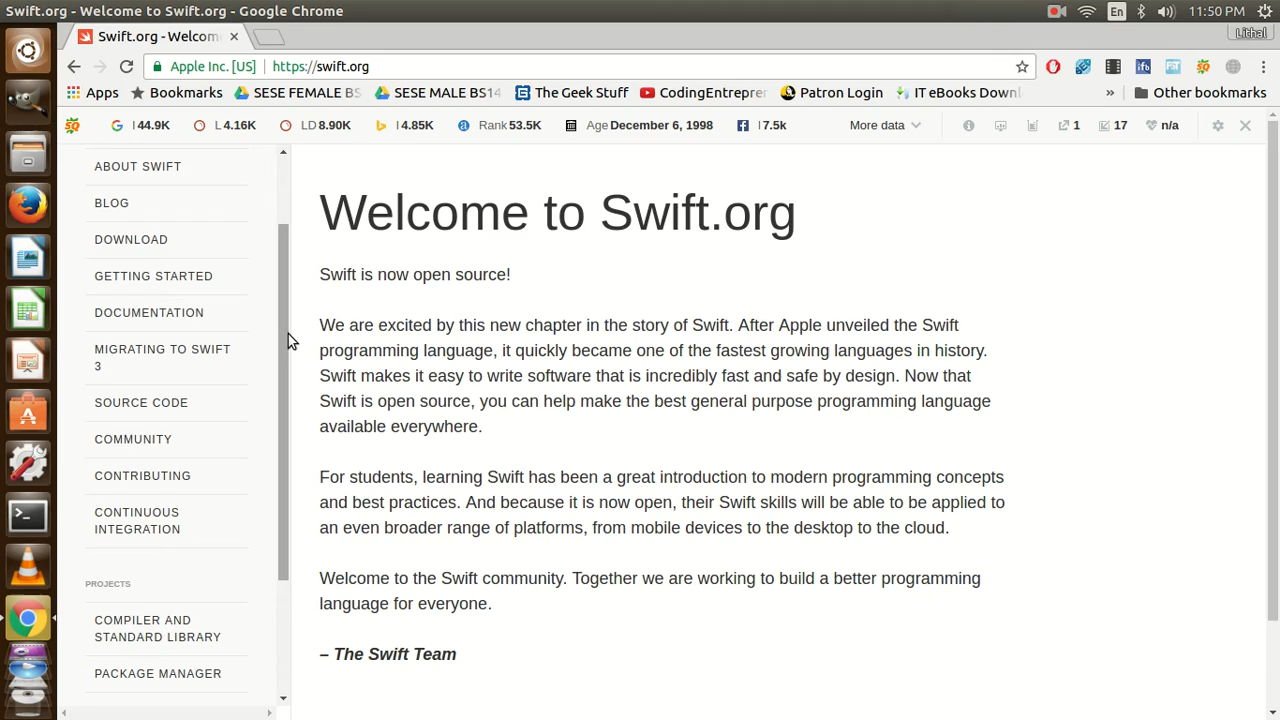 Swift.org - Welcome to Swift.org - Google Chrome
En
11:50 PM
Swift.org - Welcom
Lithal
Apple Inc. [US]
https://swift.org
Apps
Bookmarks
SESE FEMALE BS
SESE MALE BS14
The Geek Stuff
CodingEntrepre
Patron Login
IT eBooks Downl
»
Other bookmarks
I 44.9K
L 4.16K
LD 8.90K
I 4.85K
Rank 53.5K
Age December 6, 1998
I 7.5k
More data
1
17
n/a
ABOUT SWIFT
BLOG
DOWNLOAD
GETTING STARTED
DOCUMENTATION
MIGRATING TO SWIFT
3
SOURCE CODE
COMMUNITY
CONTRIBUTING
CONTINUOUS
INTEGRATION
PROJECTS
COMPILER AND
STANDARD LIBRARY
PACKAGE MANAGER
Welcome to Swift.org
Swift is now open source!
We are excited by this new chapter in the story of Swift. After Apple unveiled the Swift
programming language, it quickly became one of the fastest growing languages in history.
Swift makes it easy to write software that is incredibly fast and safe by design. Now that
Swift is open source, you can help make the best general purpose programming language
available everywhere.
For students, learning Swift has been a great introduction to modern programming concepts
and best practices. And because it is now open, their Swift skills will be able to be applied to
an even broader range of platforms, from mobile devices to the desktop to the cloud.
Welcome to the Swift community. Together we are working to build a better programming
language for everyone.
– The Swift Team